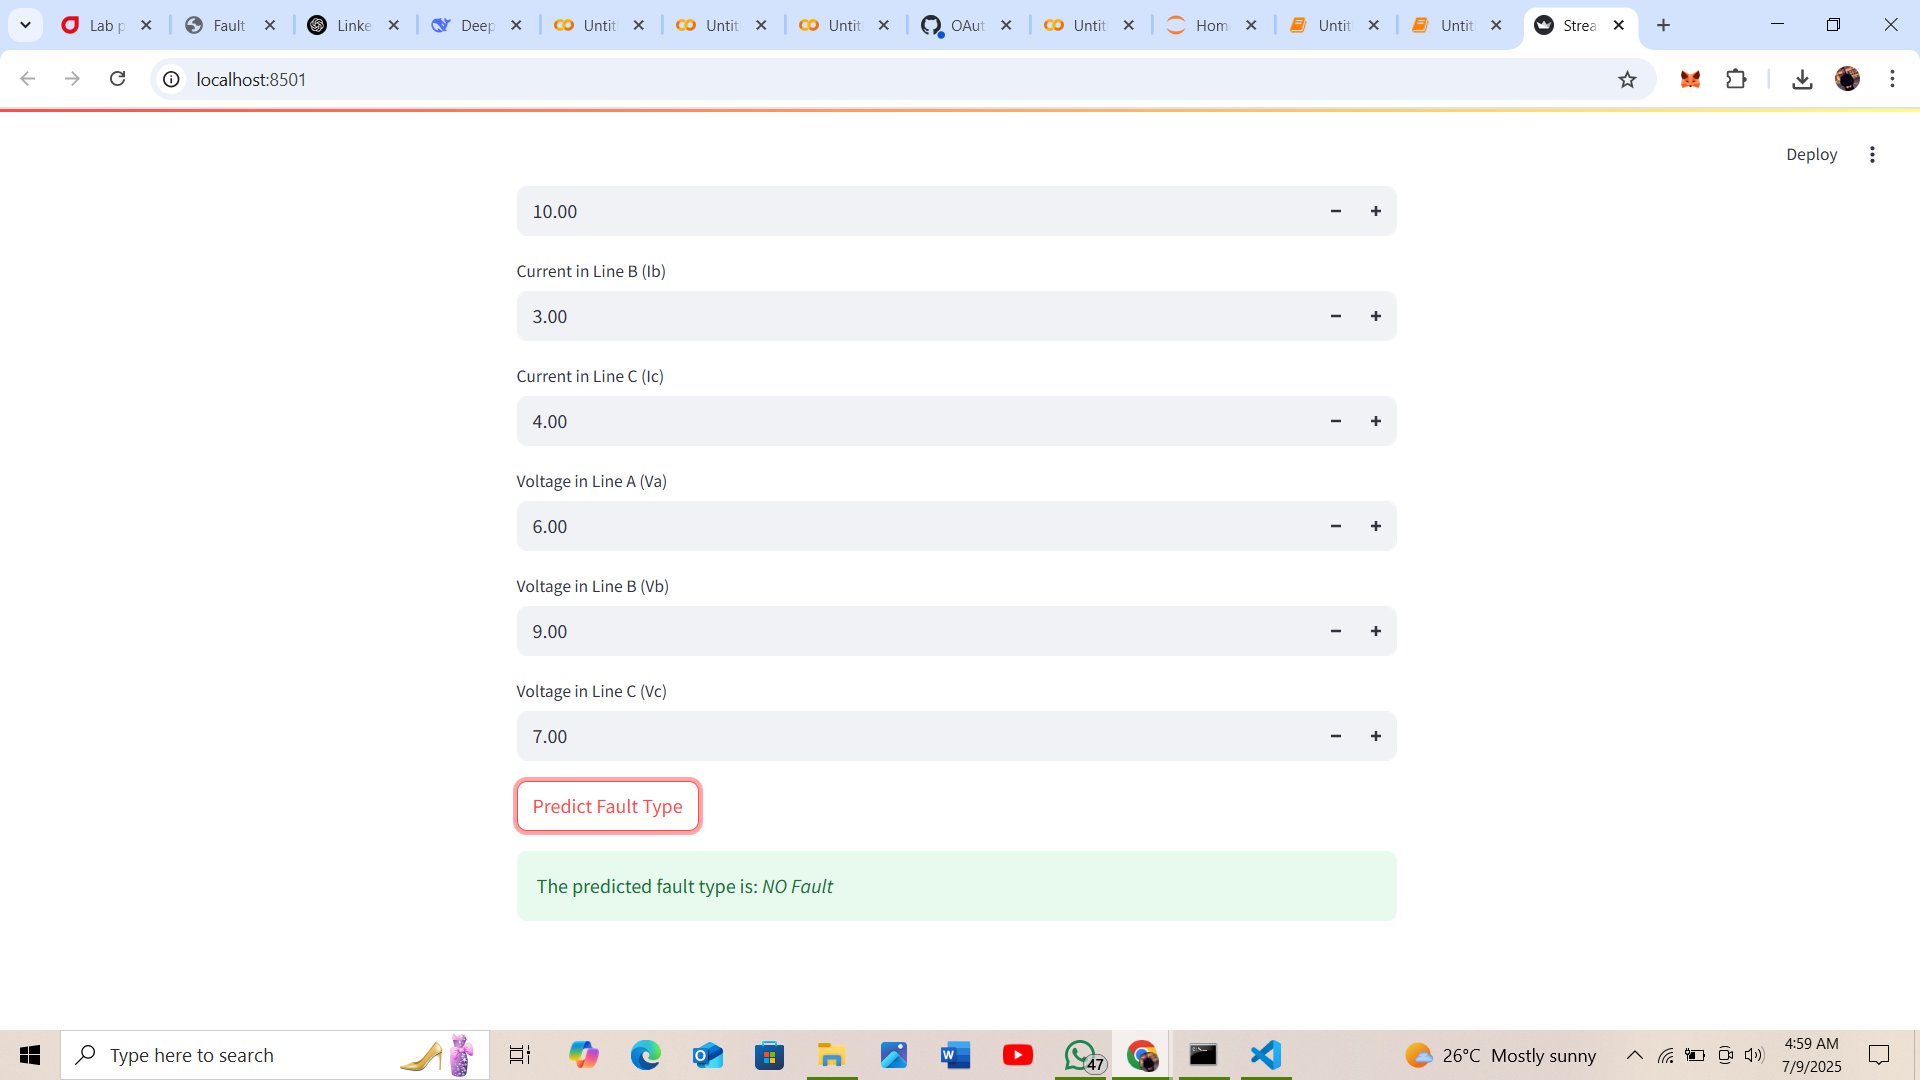 Lab p
Fault
Linke
Deep
Untit
Untit
Untit
OAut
Untit
Hom
Untit
Untit
Strea
localhost:8501
Deploy
10.00
Current in Line B (Ib)
3.00
Current in Line C (Ic)
4.00
Voltage in Line A (Va)
6.00
Voltage in Line B (Vb)
9.00
Voltage in Line C (Vc)
7.00
Predict Fault Type
The predicted fault type is: NO Fault
Type here to search
47
26°C Mostly sunny
4:59 AM
7/9/2025